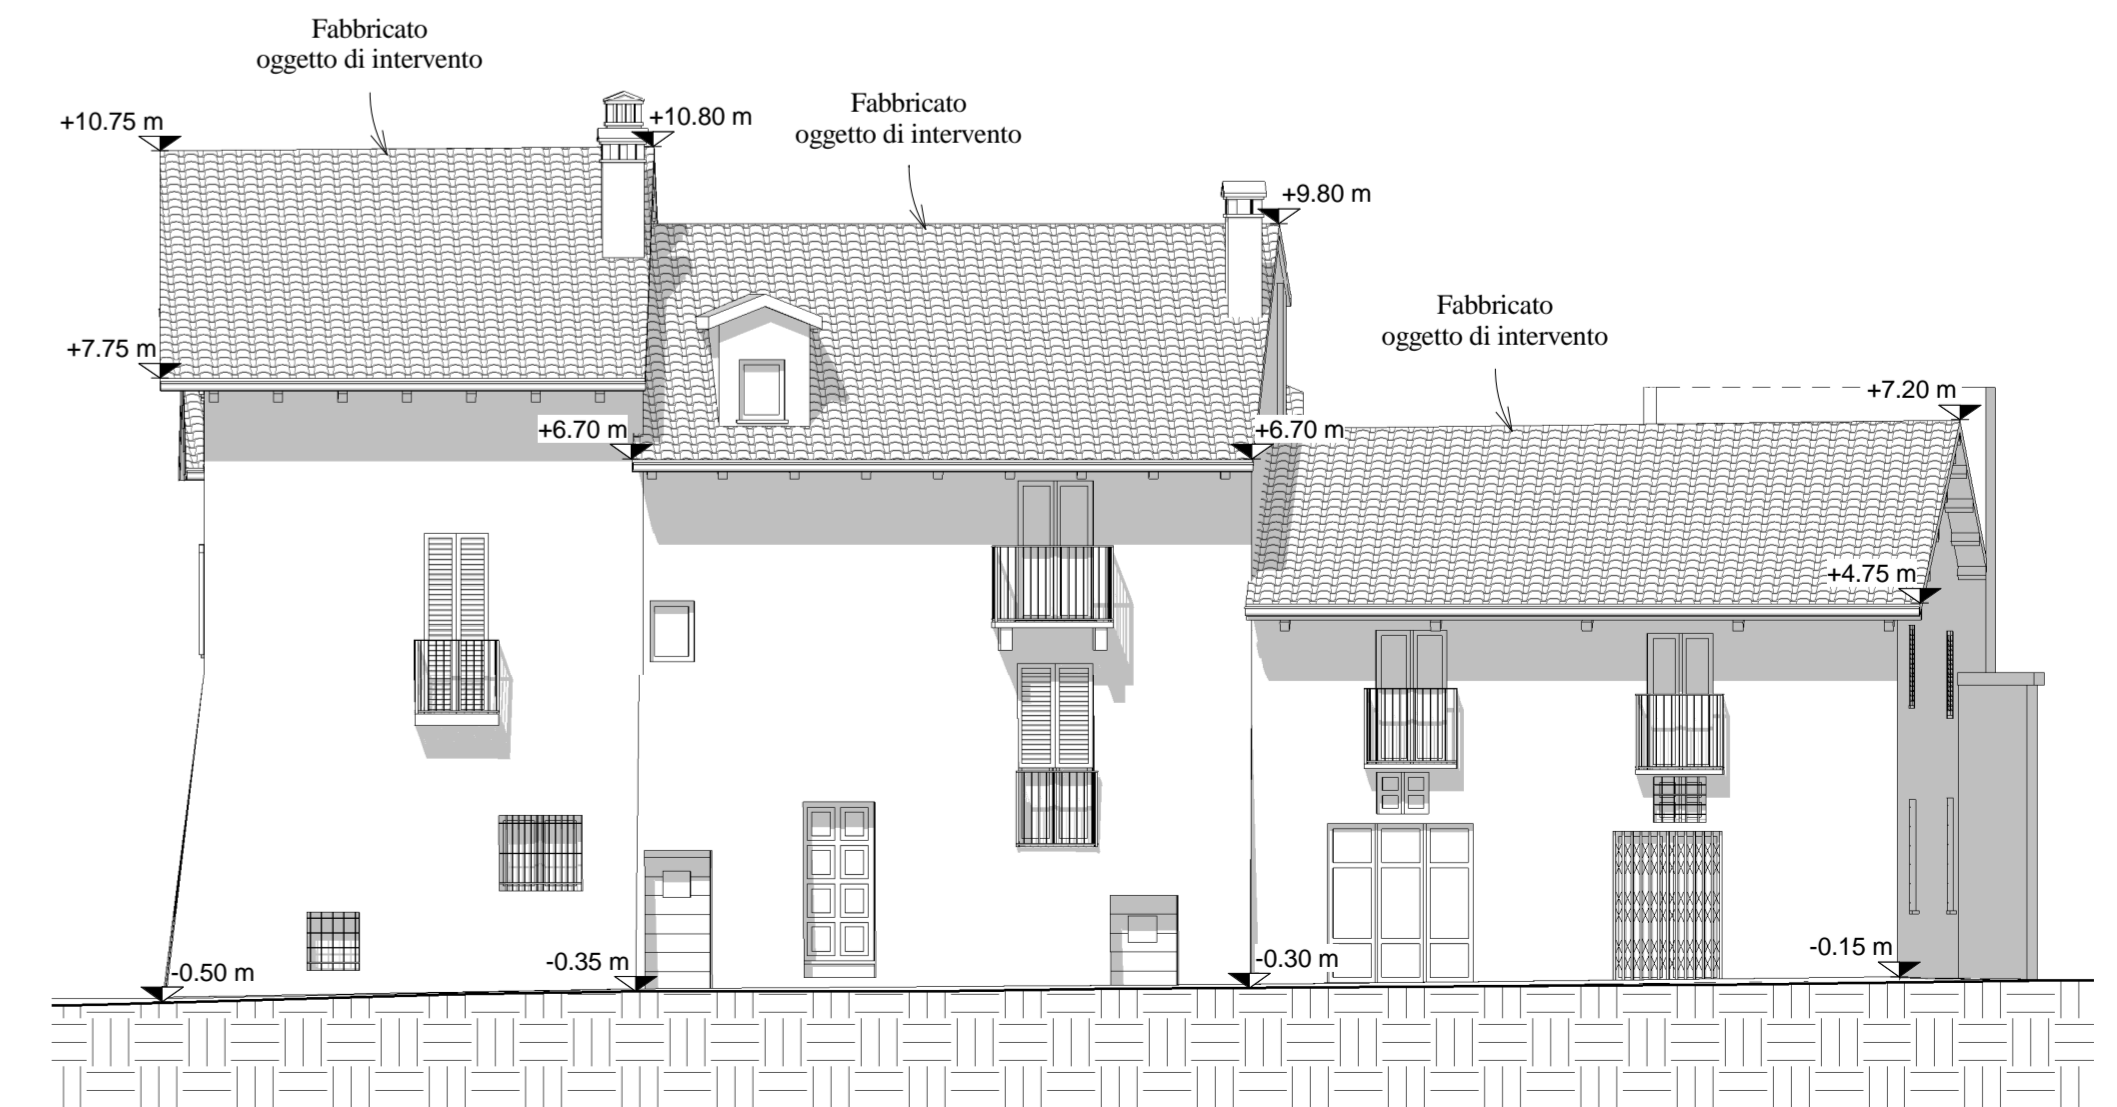 Fabbricato
oggetto di intervento
+10.75 m
+10.80 m
Fabbricato
oggetto di intervento
+9.80 m
Fabbricato
oggetto di intervento
+7.75 m
+7.20 m
+6.70 m
+6.70 m
+4.75 m
-0.50 m
-0.35 m
-0.30 m
-0.15 m